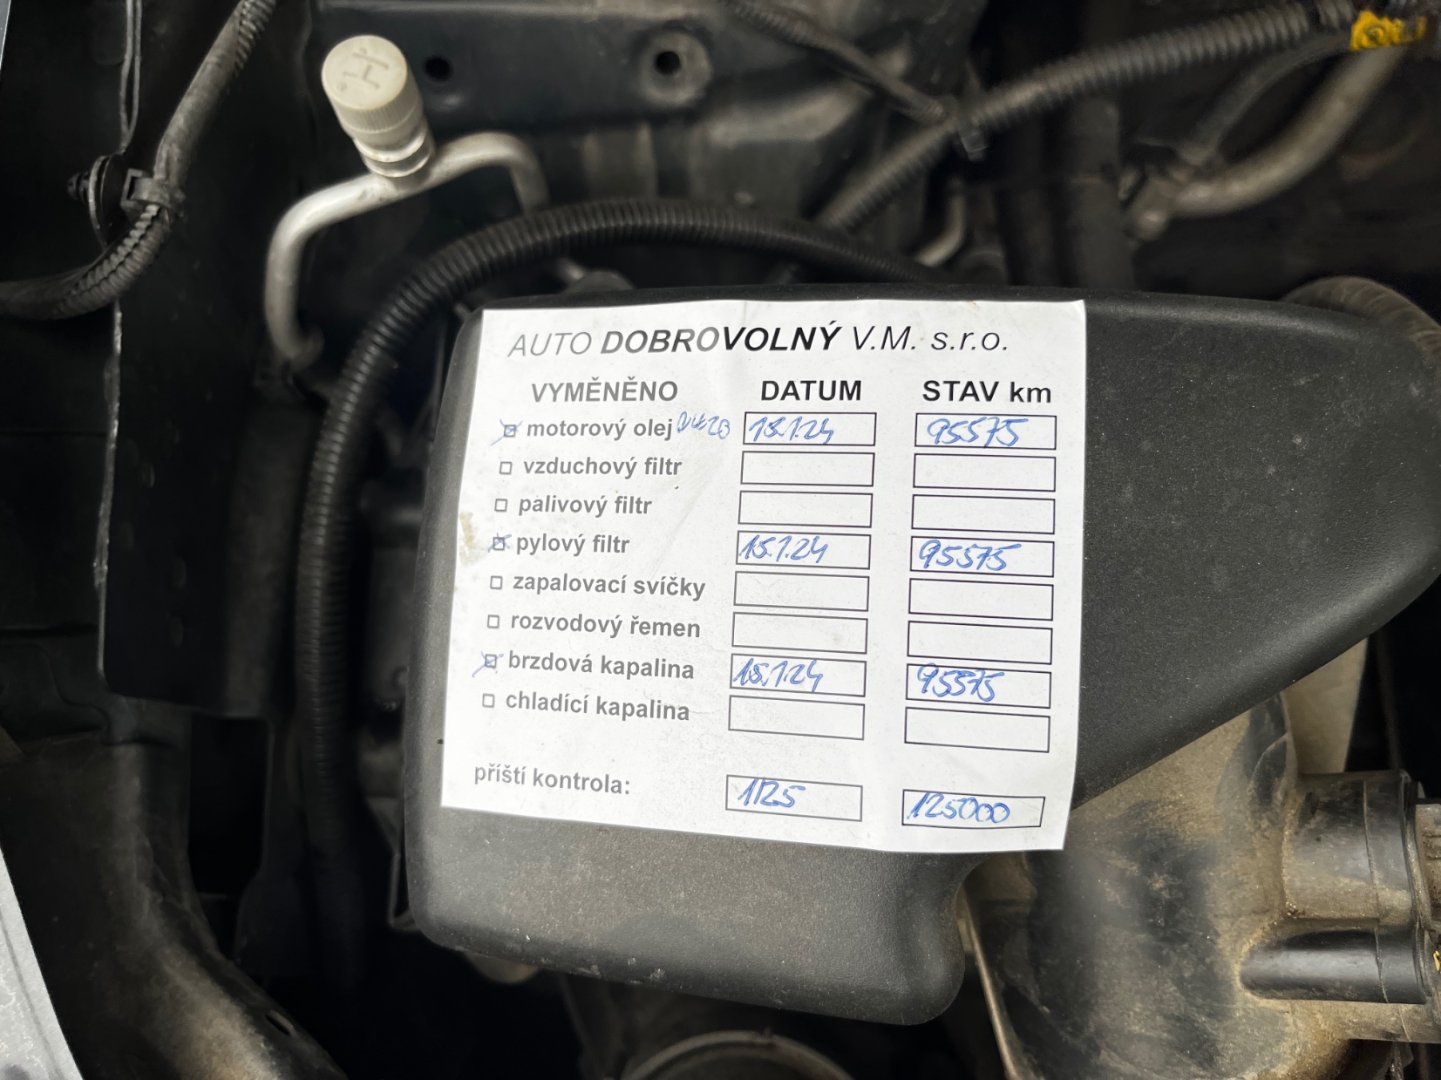 L
AUTO DOBROVOLNÝ V.M. s.r.o.
VYMĚNĚNO DATUM STAV km
motorový olej 15.1.24 95575
vzduchový filtr
palivový filtr
pylový filtr 15.1.24 95575
zapalovací svíčky
rozvodový řemen
brzdová kapalina 15.1.24 95575
chladící kapalina
příští kontrola: 1/25 125000